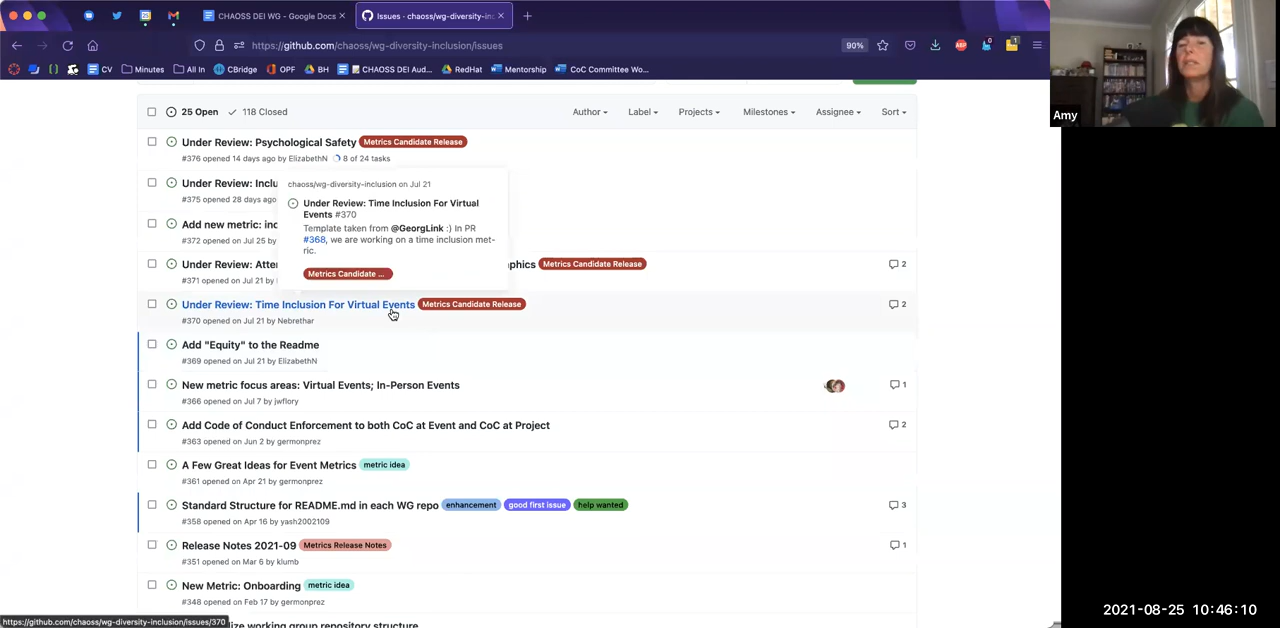 CHAOSS DEI WG - Google Docs
Issues · chaoss/wg-diversity-inc
https://github.com/chaoss/wg-diversity-inclusion/issues
90%
CV
Minutes
All In
CBridge
OPF
BH
CHAOSS DEI Aud...
RedHat
Mentorship
CoC Committee Wo...
Amy
25 Open
118 Closed
Author
Label
Projects
Milestones
Assignee
Sort
Under Review: Psychological Safety Metrics Candidate Release
#376 opened 14 days ago by ElizabethN 8 of 24 tasks
Under Review: Inclu
#375 opened 28 days ago
chaoss/wg-diversity-inclusion on Jul 21
Under Review: Time Inclusion For Virtual
Events #370
Template taken from @GeorgLink :) In PR
#368, we are working on a time inclusion met-
ric.
Metrics Candidate ...
Add new metric: inc
#372 opened on Jul 25 by
Under Review: Atte
phics Metrics Candidate Release 2
#371 opened on Jul 21 by
Under Review: Time Inclusion For Virtual Events Metrics Candidate Release 2
#370 opened on Jul 21 by Nebrethar
Add "Equity" to the Readme
#369 opened on Jul 21 by ElizabethN
New metric focus areas: Virtual Events; In-Person Events 1
#366 opened on Jul 7 by jwflory
Add Code of Conduct Enforcement to both CoC at Event and CoC at Project 2
#363 opened on Jun 2 by germonprez
A Few Great Ideas for Event Metrics metric idea
#361 opened on Apr 21 by germonprez
Standard Structure for README.md in each WG repo enhancement good first issue help wanted 3
#358 opened on Apr 16 by yash2002109
Release Notes 2021-09 Metrics Release Notes 1
#351 opened on Mar 6 by klumb
New Metric: Onboarding metric idea
#348 opened on Feb 17 by germonprez
ize working group repository structure
https://github.com/chaoss/wg-diversity-inclusion/issues/370
2021-08-25 10:46:10